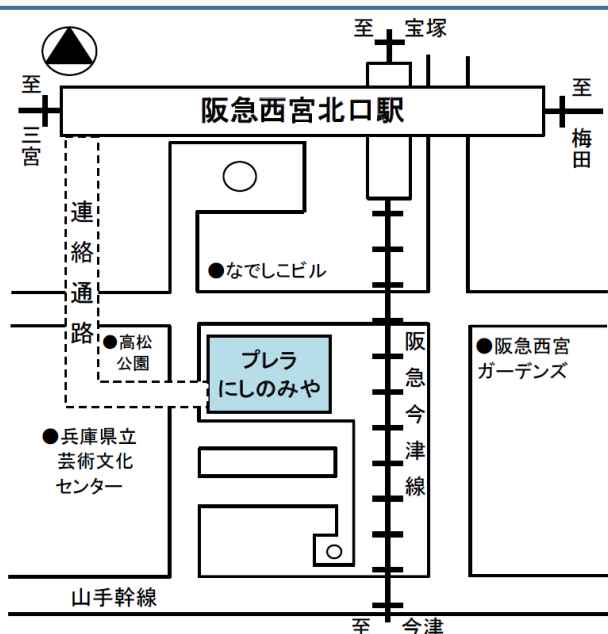 至 宝塚
至
三宮
阪急西宮北口駅
至
梅田
連絡通路
●なでしこビル
●高松
公園
プレラ
にしのみや
阪急今津線
●阪急西宮
ガーデンズ
●兵庫県立
芸術文化
センター
山手幹線
至 今津